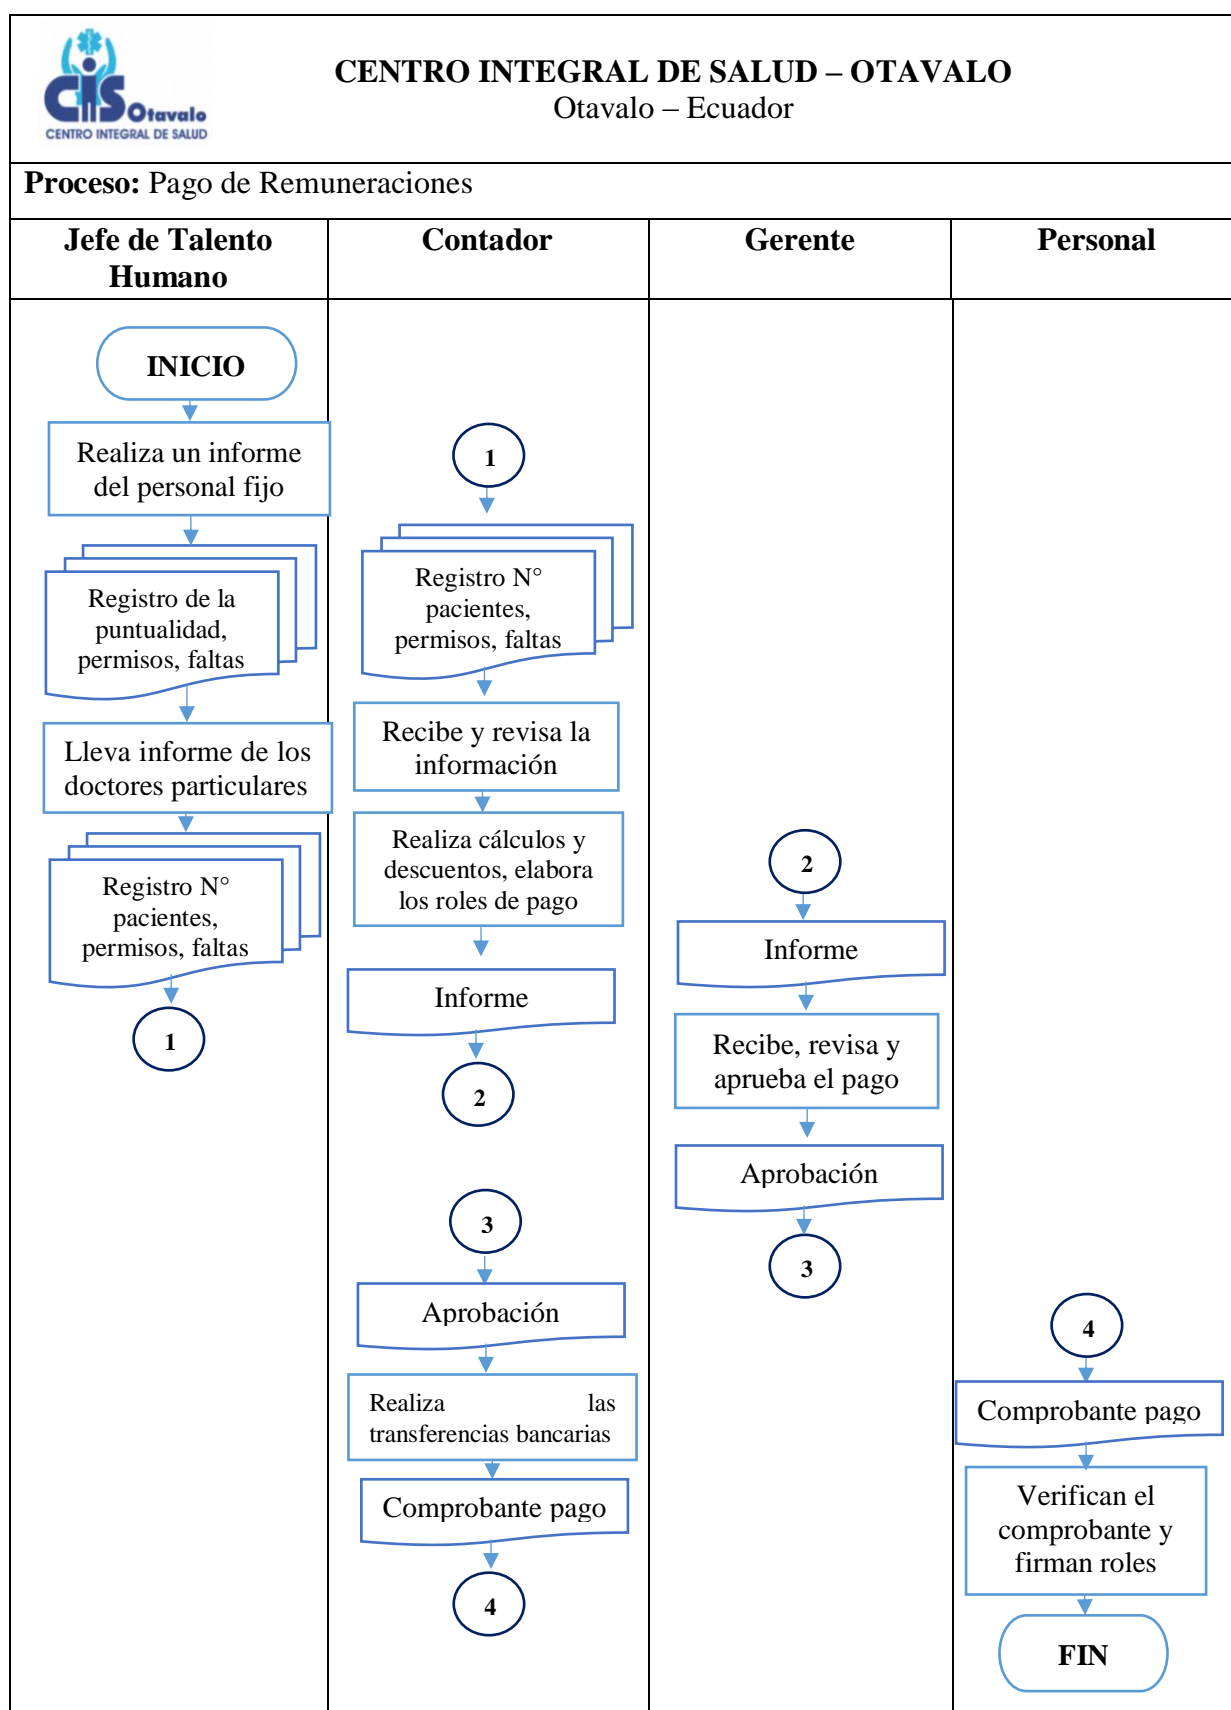 CIS Otavalo
CENTRO INTEGRAL DE SALUD
CENTRO INTEGRAL DE SALUD – OTAVALO
Otavalo – Ecuador
Proceso: Pago de Remuneraciones
Jefe de Talento
Humano
Contador
Gerente
Personal
INICIO
Realiza un informe
del personal fijo
Registro de la
puntualidad,
permisos, faltas
Lleva informe de los
doctores particulares
Registro N°
pacientes,
permisos, faltas
1
1
Registro N°
pacientes,
permisos, faltas
Recibe y revisa la
información
Realiza cálculos y
descuentos, elabora
los roles de pago
Informe
2
3
Aprobación
Realiza las
transferencias bancarias
Comprobante pago
4
2
Informe
Recibe, revisa y
aprueba el pago
Aprobación
3
4
Comprobante pago
Verifican el
comprobante y
firman roles
FIN